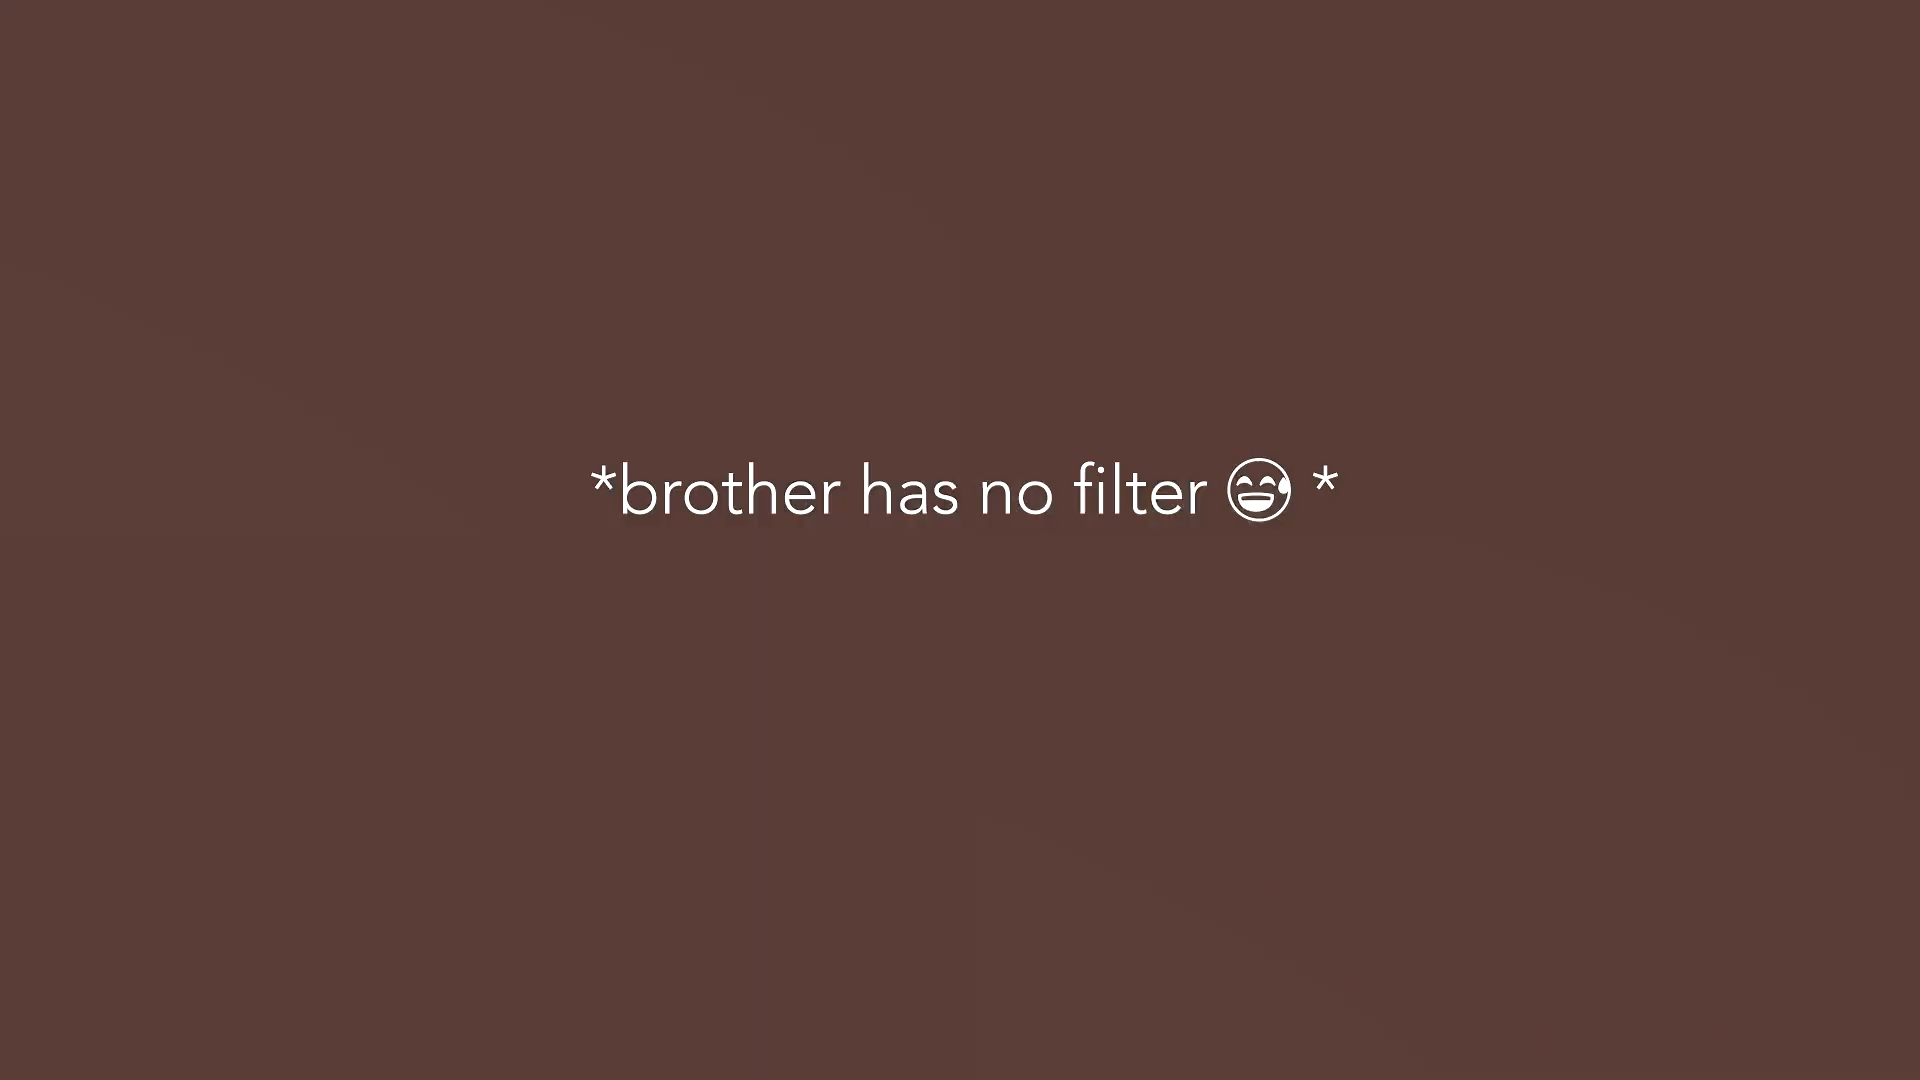 *brother has no filter 😅 *